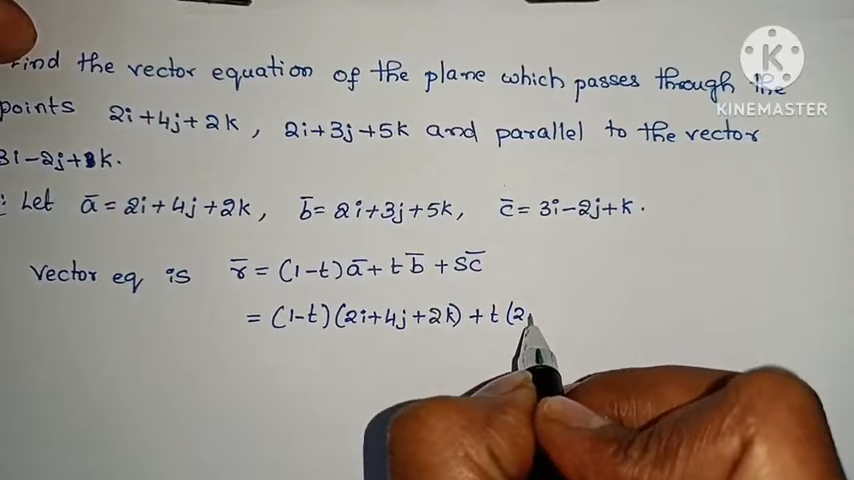 Find the vector equation of the plane which passes through the
points 2i+4j+2k, 2i+3j+5k and parallel to the vector
3i-2j+k.
: Let a̅ = 2i+4j+2k, b̅ = 2i+3j+5k, c̅ = 3i-2j+k.
Vector eq is r̅ = (1-t)a̅ + t b̅ + sc̅
= (1-t)(2i+4j+2k) + t(2
KINEMASTER